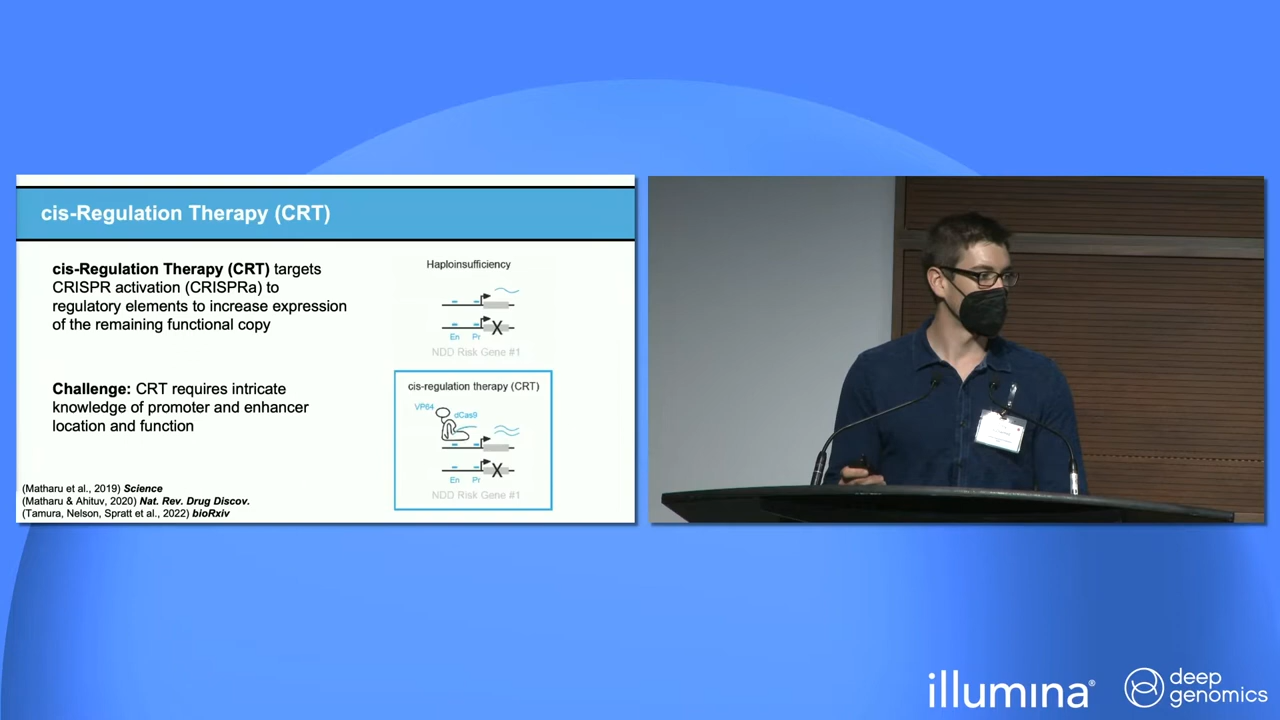 cis-Regulation Therapy (CRT)
cis-Regulation Therapy (CRT) targets
CRISPR activation (CRISPRa) to
regulatory elements to increase expression
of the remaining functional copy
Challenge: CRT requires intricate
knowledge of promoter and enhancer
location and function
(Matharu et al., 2019) Science
(Matharu & Ahituv, 2020) Nat. Rev. Drug Discov.
(Tamura, Nelson, Spratt et al., 2022) bioRxiv
Haploinsufficiency
X
En Pr
NDD Risk Gene #1
cis-regulation therapy (CRT)
VP64
dCas9
X
En Pr
NDD Risk Gene #1
illumina®
deep
genomics